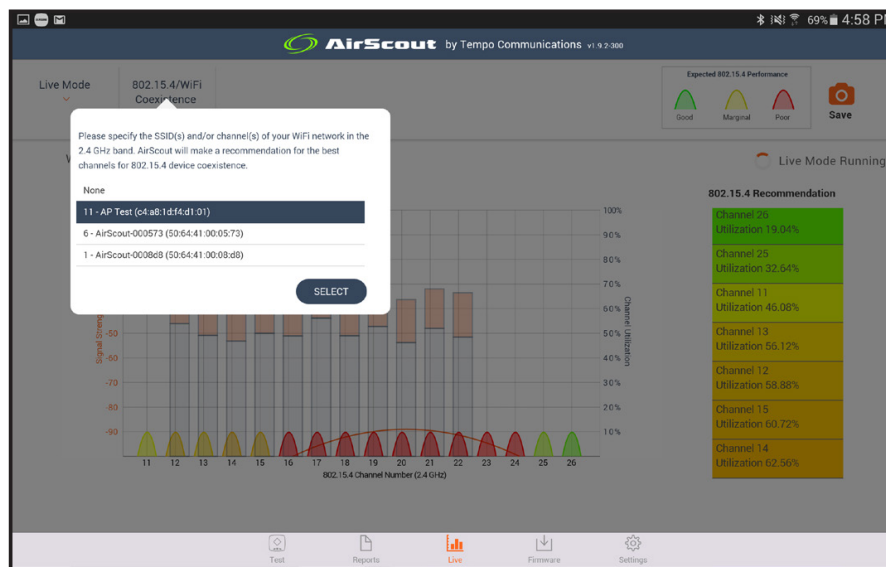 69% 4:58 PM
AirScout by Tempo Communications v1.9.2-300
Live Mode
802.15.4/WiFi
Coexistence
Expected 802.15.4 Performance
Good Marginal Poor
Save
Please specify the SSID(s) and/or channel(s) of your WiFi network in the
2.4 GHz band. AirScout will make a recommendation for the best
channels for 802.15.4 device coexistence.
None
11 - AP Test (c4:a8:1d:f4:d1:01)
6 - AirScout-000573 (50:64:41:00:05:73)
1 - AirScout-0008d8 (50:64:41:00:08:d8)
SELECT
Live Mode Running
802.15.4 Recommendation
Channel 26
Utilization 19.04%
Channel 25
Utilization 32.64%
Channel 11
Utilization 46.08%
Channel 13
Utilization 56.12%
Channel 12
Utilization 58.88%
Channel 15
Utilization 60.72%
Channel 14
Utilization 62.56%
100%
90%
80%
70%
60%
50%
40%
30%
20%
10%
Channel Utilization
-50
-60
-70
-80
-90
Signal
11 12 13 14 15 16 17 18 19 20 21 22 23 24 25 26
802.15.4 Channel Number (2.4 GHz)
Test Reports Live Firmware Settings